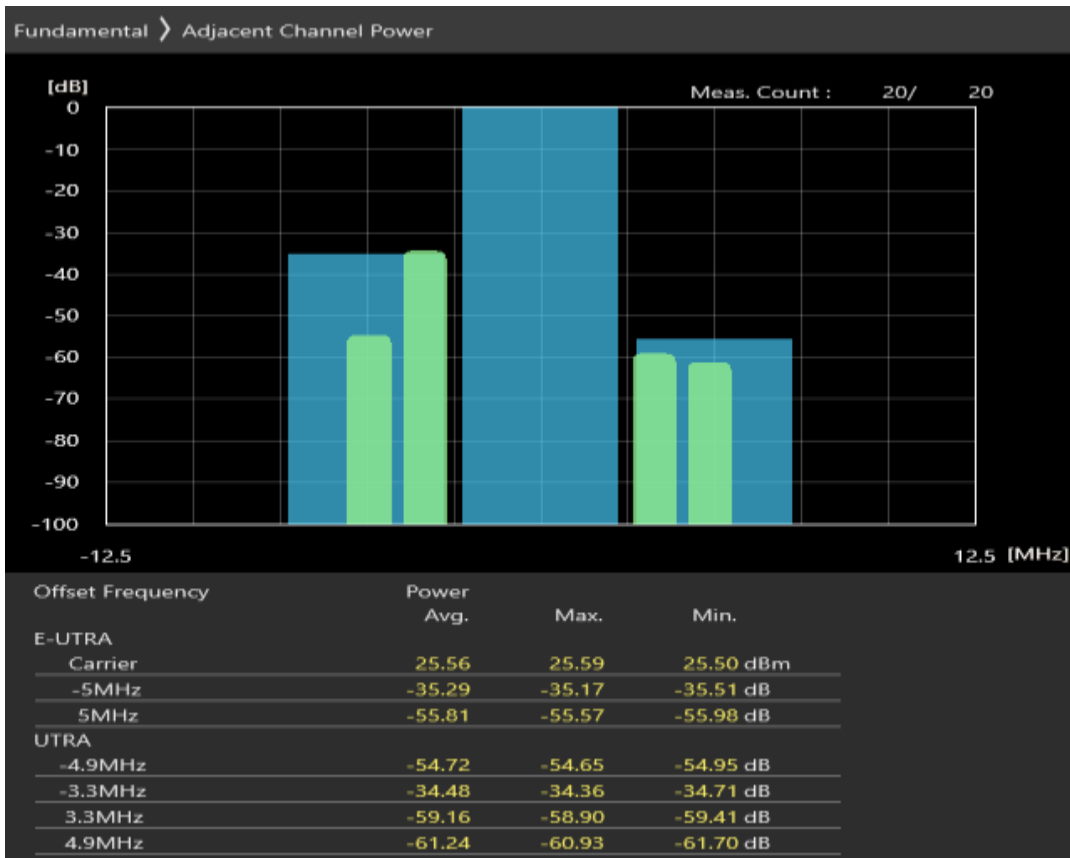 Fundamental ❯ Adjacent Channel Power
[dB]
Meas. Count : 20/ 20
0
-10
-20
-30
-40
-50
-60
-70
-80
-90
-100
-12.5 12.5 [MHz]
Offset Frequency Power
Avg. Max. Min.
E-UTRA
Carrier 25.56 25.59 25.50 dBm
-5MHz -35.29 -35.17 -35.51 dB
5MHz -55.81 -55.57 -55.98 dB
UTRA
-4.9MHz -54.72 -54.65 -54.95 dB
-3.3MHz -34.48 -34.36 -34.71 dB
3.3MHz -59.16 -58.90 -59.41 dB
4.9MHz -61.24 -60.93 -61.70 dB